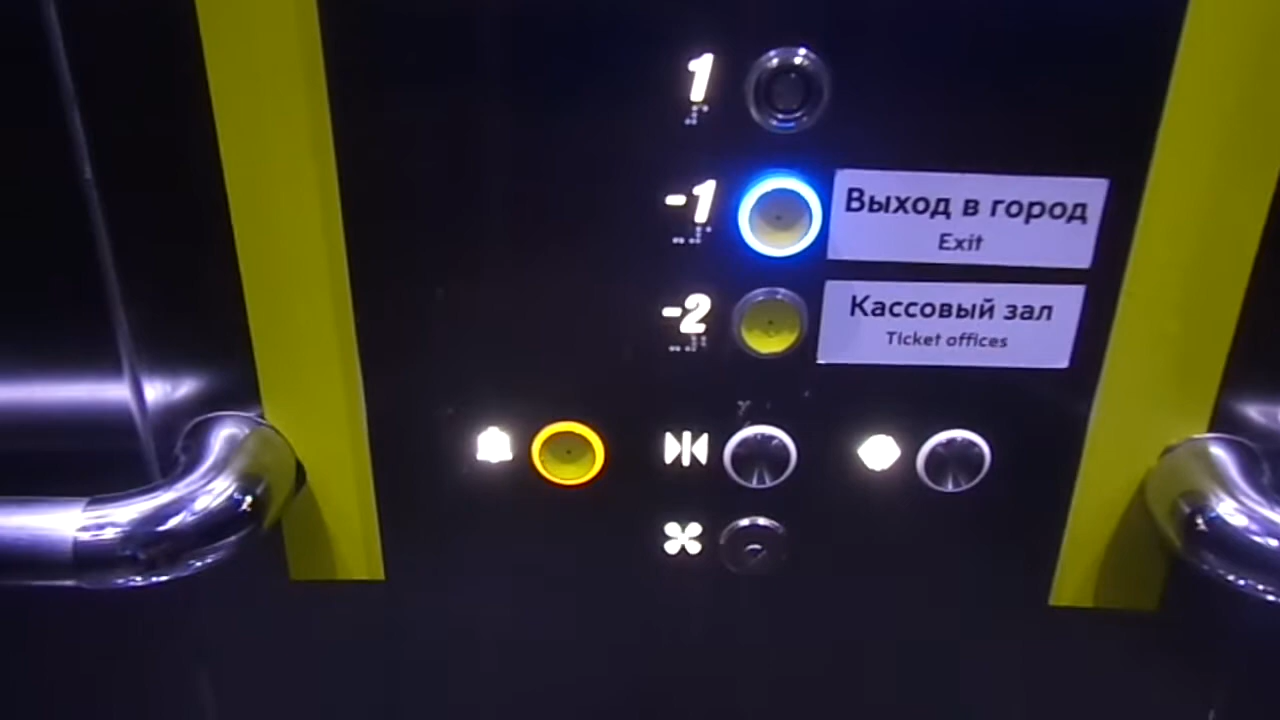 1
-1
Выход в город
Exit
-2
Кассовый зал
Ticket offices